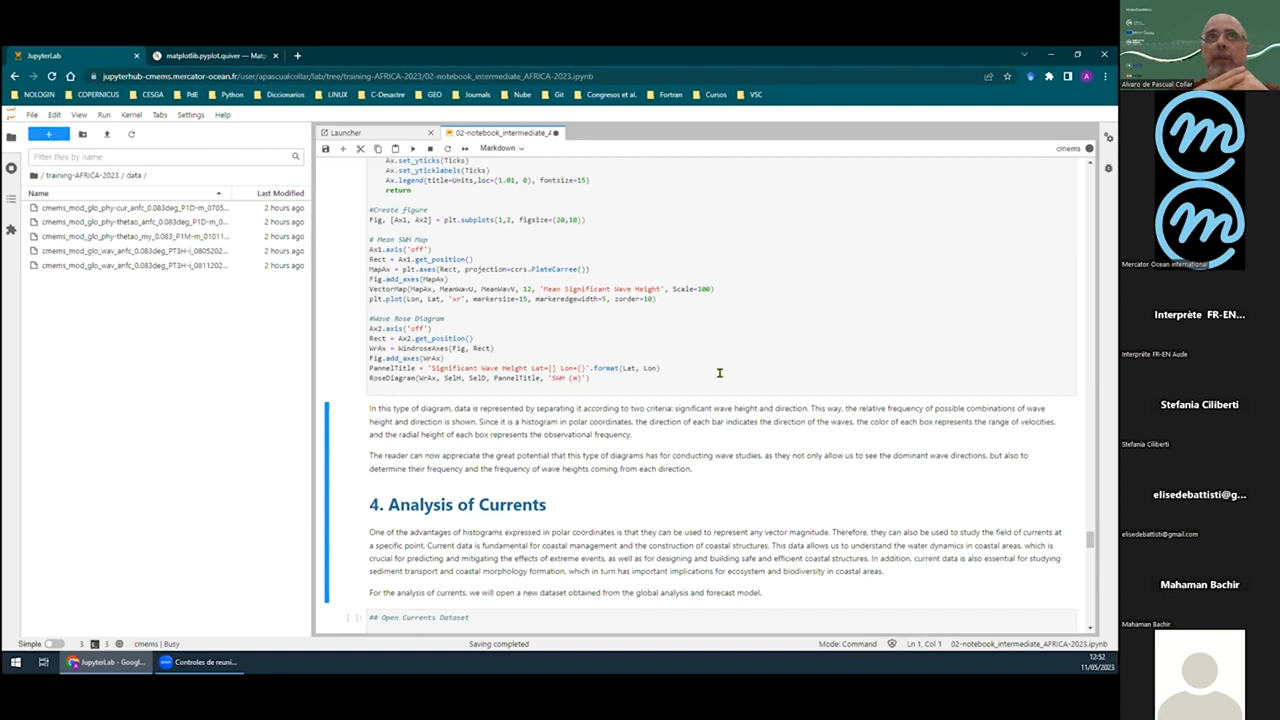 JupyterLab
matplotlib.pyplot.quiver — Mat
jupyterhub-cmems.mercator-ocean.fr/user/apascualcollar/lab/tree/training-AFRICA-2023/02-notebook_intermediate_AFRICA-2023.ipynb
NOLOGIN COPERNICUS CESGA PdE Python Diccionarios LINUX C-Desastre GEO Journals Nube Git Congresos et al. Fortran Cursos VSC
File Edit View Run Kernel Tabs Settings Help
Launcher
02-notebook_intermediate_A
Markdown
cmems
Filter files by name
/ training-AFRICA-2023 / data /
Name Last Modified
cmems_mod_glo_phy-cur_anfc_0.083deg_P1D-m_0705... 2 hours ago
cmems_mod_glo_phy-thetao_anfc_0.083deg_P1D-m_0... 2 hours ago
cmems_mod_glo_phy-thetao_my_0.083_P1M-m_01011... 2 hours ago
cmems_mod_glo_wav_anfc_0.083deg_PT3H-i_0805202... 2 hours ago
cmems_mod_glo_wav_anfc_0.083deg_PT3H-i_0811202... 2 hours ago
Ax.set_yticks(Ticks)
Ax.set_yticklabels(Ticks)
Ax.legend(title=Units,loc=(1.01, 0), fontsize=15)
return
#Create figure
Fig, [Ax1, Ax2] = plt.subplots(1,2, figsize=(20,10))
# Mean SWH Map
Ax1.axis('off')
Rect = Ax1.get_position()
MapAx = plt.axes(Rect, projection=ccrs.PlateCarree())
Fig.add_axes(MapAx)
VectorMap(MapAx, MeanWavU, MeanWavV, 12, 'Mean Significant Wave Height', Scale=100)
plt.plot(Lon, Lat, 'xr', markersize=15, markeredgewidth=5, zorder=10)
#Wave Rose Diagram
Ax2.axis('off')
Rect = Ax2.get_position()
WrAx = WindroseAxes(Fig, Rect)
Fig.add_axes(WrAx)
PannelTitle = 'Significant Wave Height Lat={} Lon={}'.format(Lat, Lon)
RoseDiagram(WrAx, SelH, SelD, PannelTitle, 'SWH (m)')
In this type of diagram, data is represented by separating it according to two criteria: significant wave height and direction. This way, the relative frequency of possible combinations of wave
height and direction is shown. Since it is a histogram in polar coordinates, the direction of each bar indicates the direction of the waves, the color of each box represents the range of velocities,
and the radial height of each box represents the observational frequency.
The reader can now appreciate the great potential that this type of diagrams has for conducting wave studies, as they not only allow us to see the dominant wave directions, but also to
determine their frequency and the frequency of wave heights coming from each direction.
4. Analysis of Currents
One of the advantages of histograms expressed in polar coordinates is that they can be used to represent any vector magnitude. Therefore, they can also be used to study the field of currents at
a specific point. Current data is fundamental for coastal management and the construction of coastal structures. This data allows us to understand the water dynamics in coastal areas, which is
crucial for predicting and mitigating the effects of extreme events, as well as for designing and building safe and efficient coastal structures. In addition, current data is also essential for studying
sediment transport and coastal morphology formation, which in turn has important implications for ecosystem and biodiversity in coastal areas.
For the analysis of currents, we will open a new dataset obtained from the global analysis and forecast model.
[ ]: ## Open Currents Dataset
Simple 3 3 cmems | Busy
Saving completed
Mode: Command Ln 1, Col 1 02-notebook_intermediate_AFRICA-2023.ipynb
JupyterLab - Googl...
Controles de reuni...
12:52
11/05/2023
Alvaro de Pascual Collar
Mercator Ocean international
Interprète FR-EN...
Interprète FR-EN Aude
Stefania Ciliberti
Stefania Ciliberti
elisedebattisti@g...
elisedebattisti@gmail.com
Mahaman Bachir
Mahaman Bachir